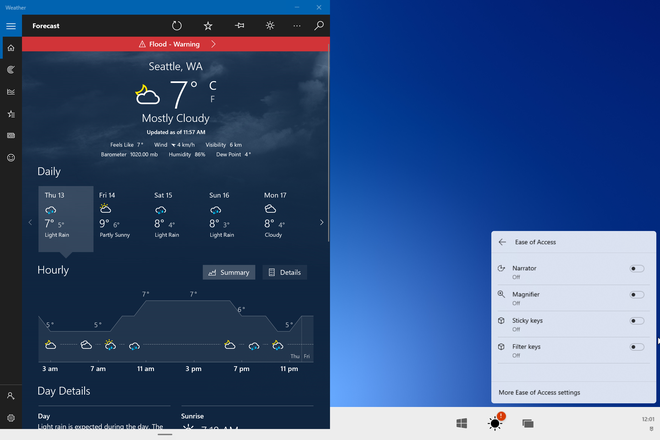 Weather
Forecast
Flood - Warning
Seattle, WA
7° C
F
Mostly Cloudy
Updated as of 11:57 AM
Feels Like 7° Wind 4 km/h Visibility 6 km
Barometer 1020.00 mb Humidity 86% Dew Point 4°
Daily
Thu 13 Fri 14 Sat 15 Sun 16 Mon 17
7° 5° 9° 6° 8° 4° 8° 3° 8° 4°
Light Rain Partly Sunny Light Rain Light Rain Cloudy
Hourly
Summary Details
7° 7°
6°
5° 5° 5°
Thu Fri
3 am 7 am 11 am 3 pm 7 pm 11 pm
Day Details
Day Sunrise
Light rain is expected during the day. The
Ease of Access
Narrator
Off
Magnifier
Off
Sticky keys
Off
Filter keys
Off
More Ease of Access settings
12:01